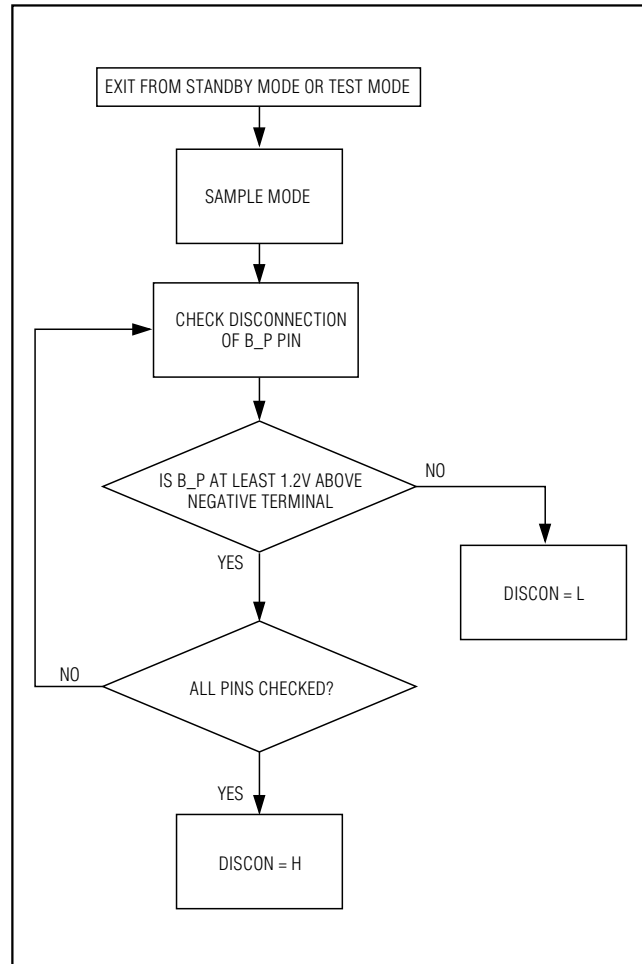 EXIT FROM STANDBY MODE OR TEST MODE
SAMPLE MODE
CHECK DISCONNECTION
OF B_P PIN
IS B_P AT LEAST 1.2V ABOVE
NEGATIVE TERMINAL
NO
YES
DISCON = L
NO
ALL PINS CHECKED?
YES
DISCON = H